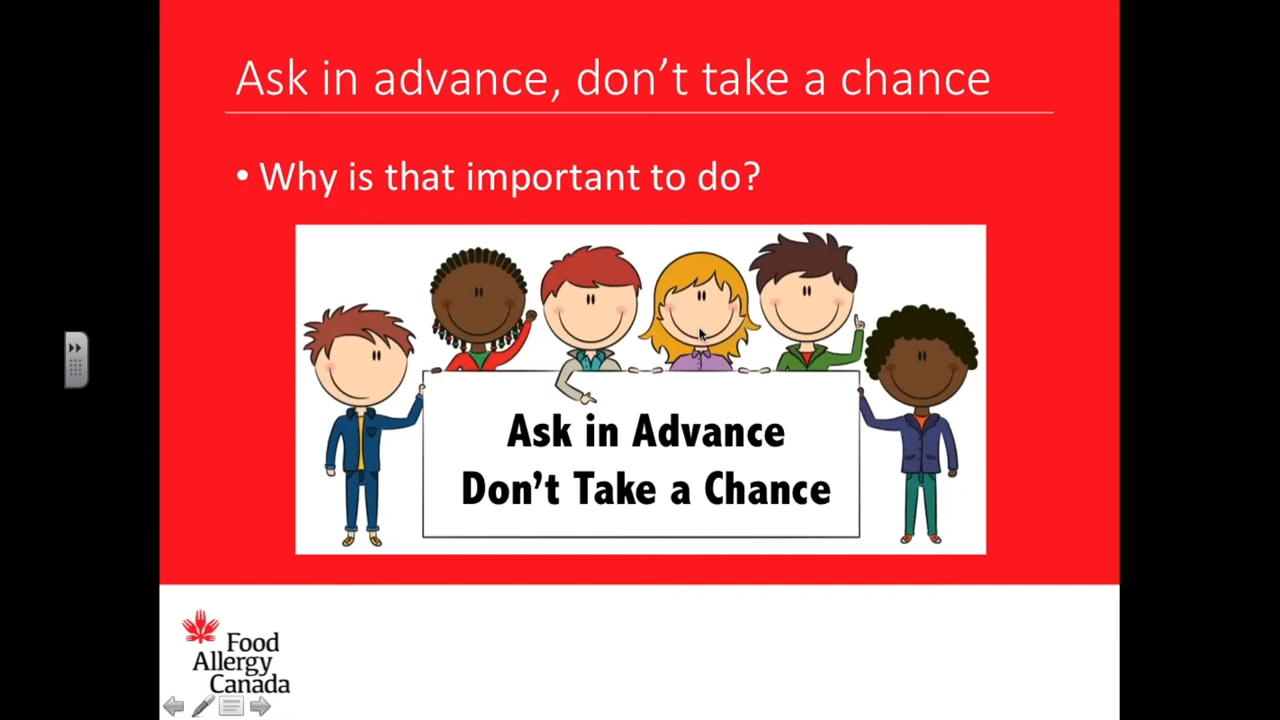 Ask in advance, don’t take a chance
• Why is that important to do?
Ask in Advance
Don’t Take a Chance
Food
Allergy
Canada